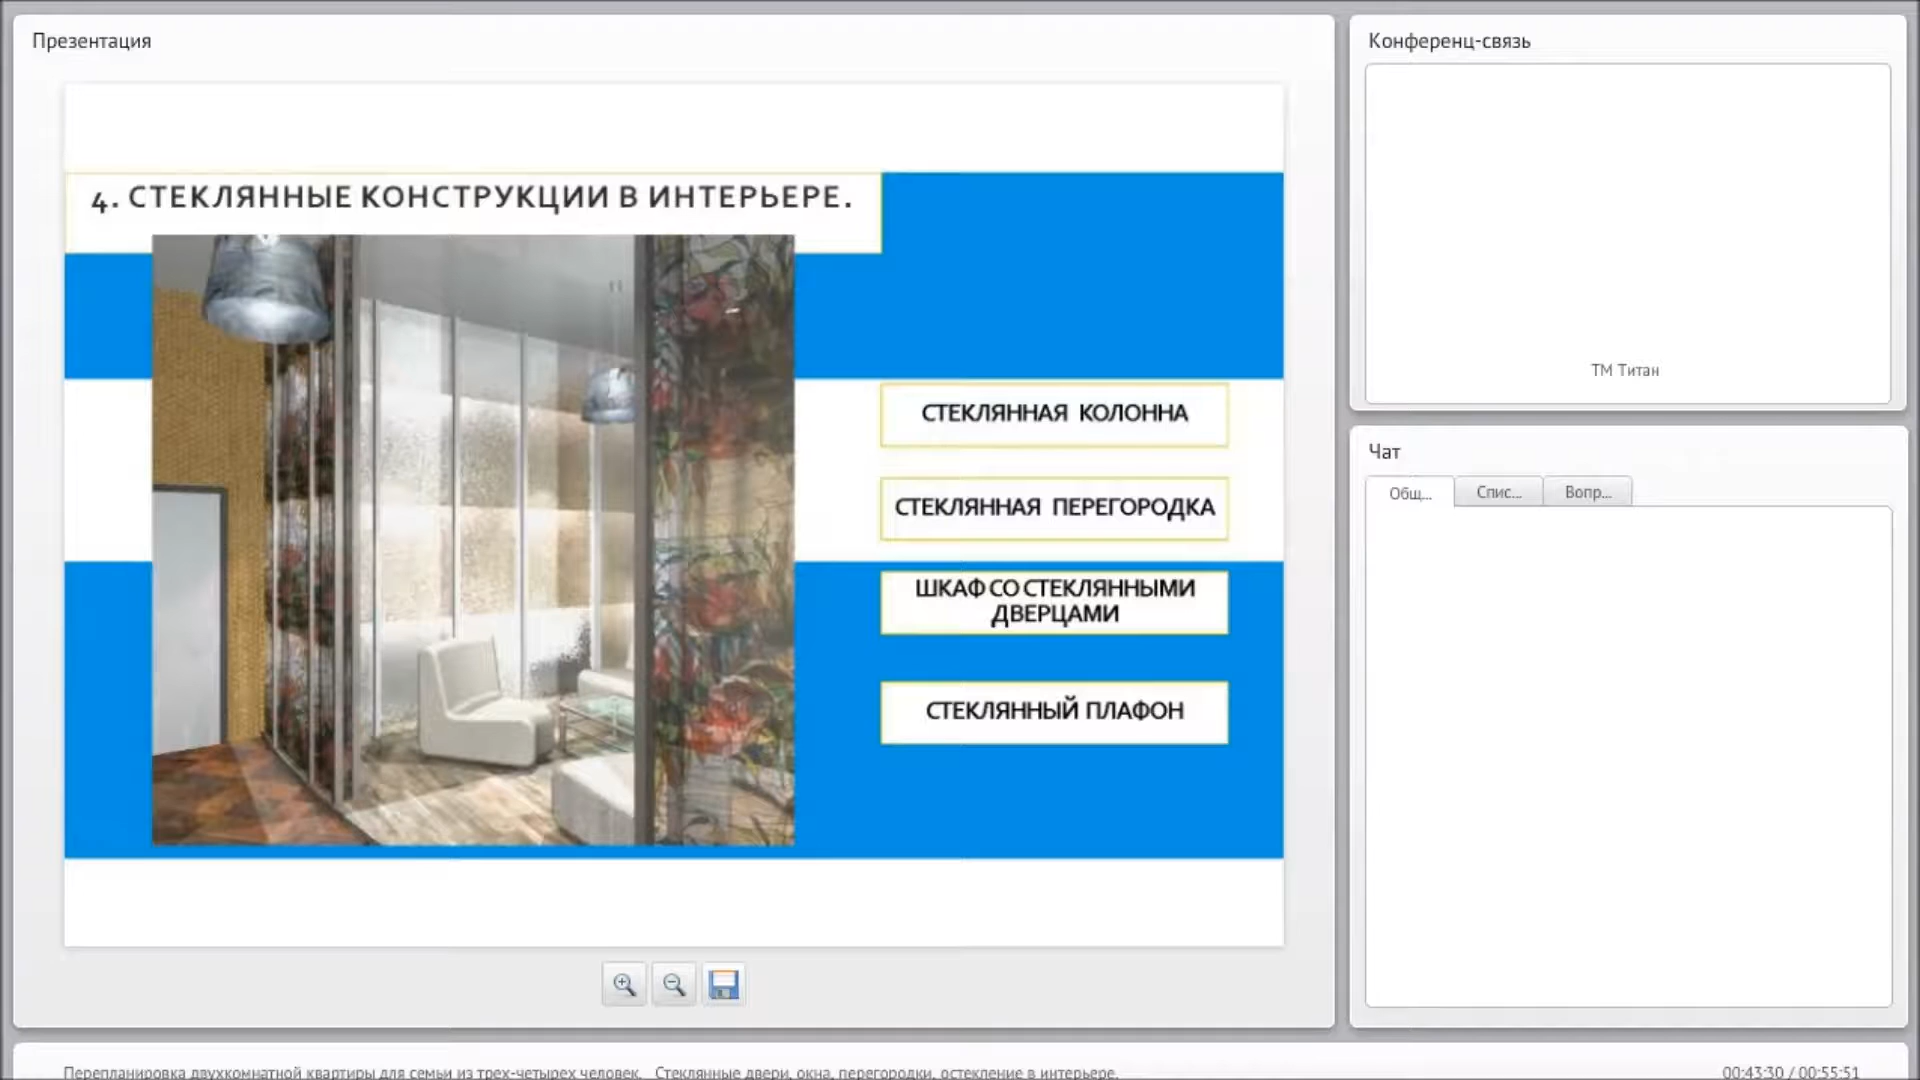 Презентация
Конференц-связь
4. СТЕКЛЯННЫЕ КОНСТРУКЦИИ В ИНТЕРЬЕРЕ.
СТЕКЛЯННАЯ КОЛОННА
СТЕКЛЯННАЯ ПЕРЕГОРОДКА
ШКАФ СО СТЕКЛЯННЫМИ
ДВЕРЦАМИ
СТЕКЛЯННЫЙ ПЛАФОН
ТМ Титан
Чат
Общ...
Спис...
Вопр...
Перепланировка двухкомнатной квартиры для семьи из трех-четырех человек. Стеклянные двери, окна, перегородки, остекление в интерьере.
00:43:30 / 00:55:51